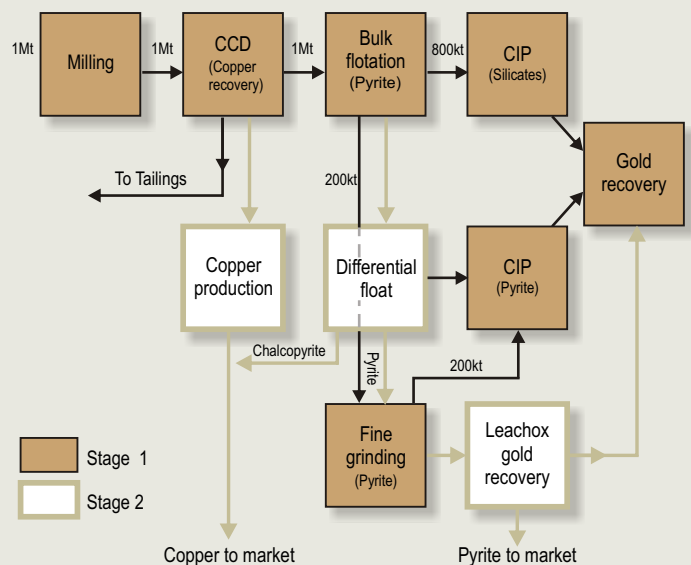 1Mt
Milling
1Mt
CCD
(Copper
recovery)
1Mt
Bulk
flotation
(Pyrite)
800kt
CIP
(Silicates)
Gold
recovery
To Tailings
200kt
Copper
production
Differential
float
CIP
(Pyrite)
Chalcopyrite
Pyrite
200kt
Fine
grinding
(Pyrite)
Leachox
gold
recovery
Stage 1
Stage 2
Copper to market
Pyrite to market